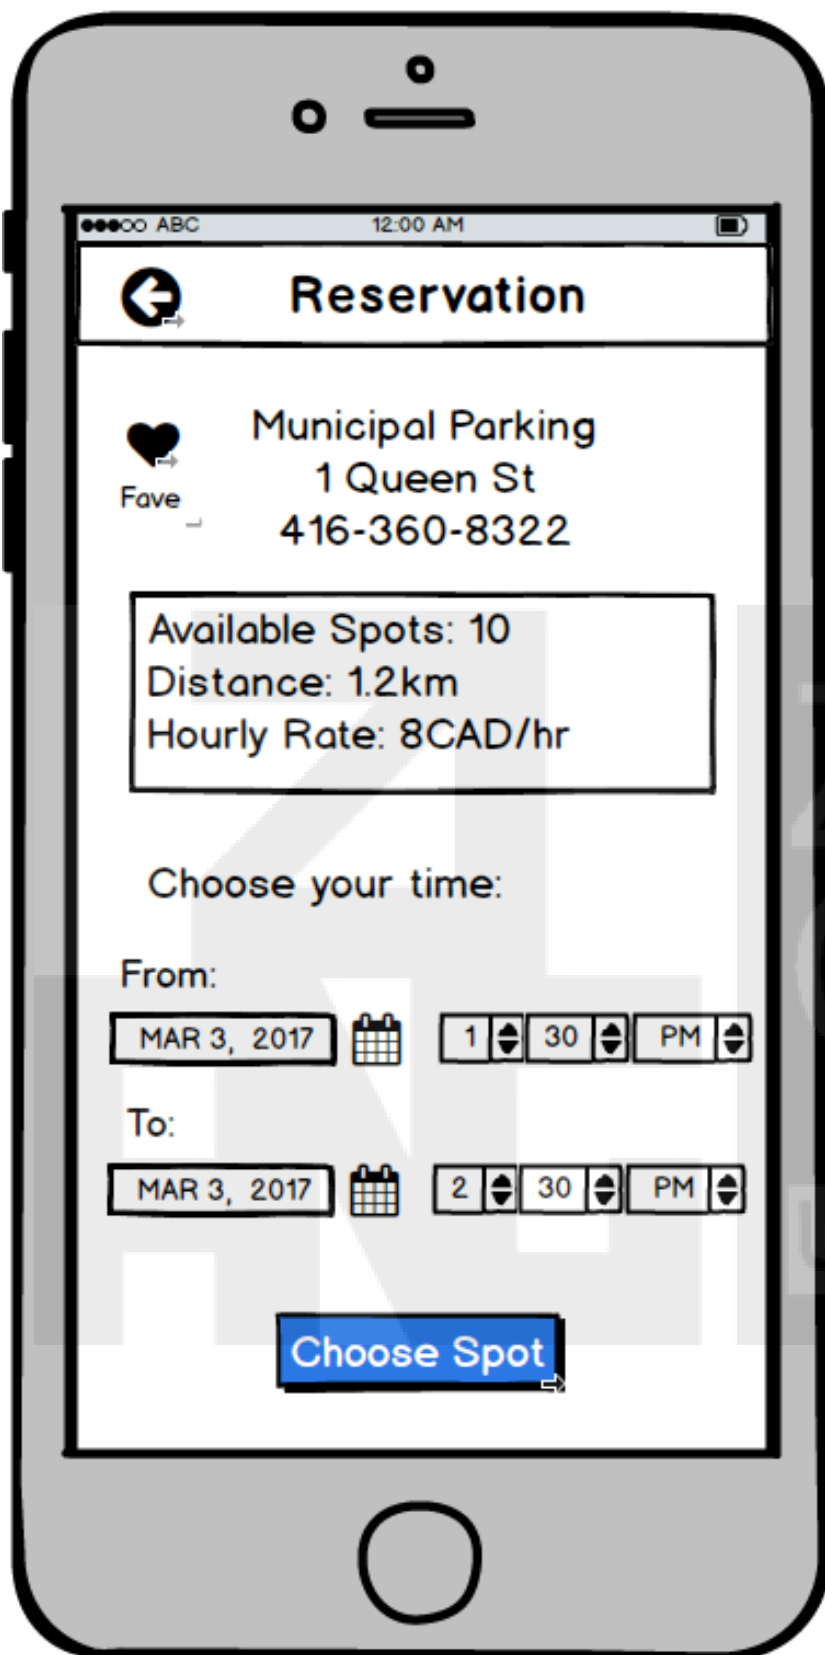 ABC 12:00 AM
Reservation
Municipal Parking
1 Queen St
416-360-8322
Fave
Available Spots: 10
Distance: 1.2km
Hourly Rate: 8CAD/hr
Choose your time:
From:
MAR 3, 2017 1 30 PM
To:
MAR 3, 2017 2 30 PM
Choose Spot